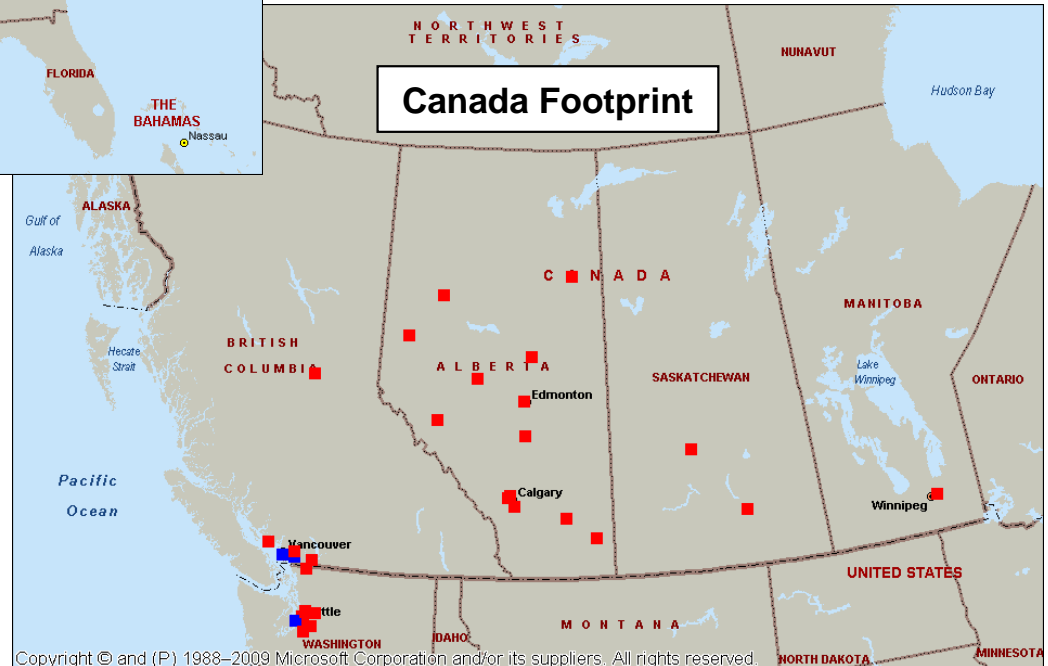 NORTHWEST
TERRITORIES
NUNAVUT
Canada Footprint
Hudson Bay
FLORIDA
THE
BAHAMAS
Nassau
ALASKA
Gulf of
Alaska
CANADA
MANITOBA
BRITISH
COLUMBIA
Hecate
Strait
ALBERTA
SASKATCHEWAN
Lake
Winnipeg
ONTARIO
Edmonton
Pacific
Ocean
Calgary
Winnipeg
Vancouver
UNITED STATES
ttle
MONTANA
WASHINGTON
IDAHO
NORTH DAKOTA
MINNESOTA
Copyright © and (P) 1988–2009 Microsoft Corporation and/or its suppliers. All rights reserved.